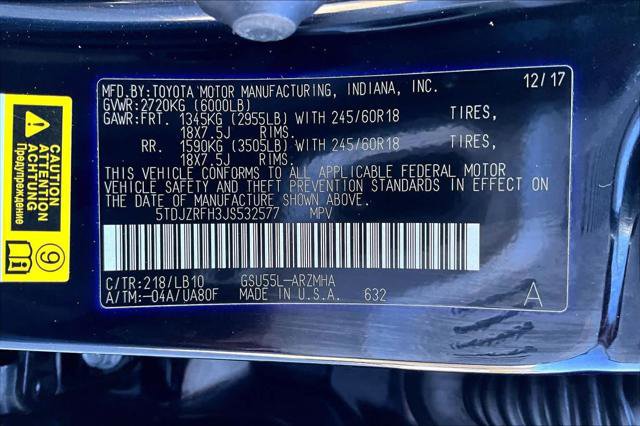 MFD.BY:TOYOTA MOTOR MANUFACTURING, INDIANA, INC. 12/17
GVWR:2720KG (6000LB)
GAWR:FRT. 1345KG (2955LB) WITH 245/60R18 TIRES,
18X7.5J RIMS.
RR. 1590KG (3505LB) WITH 245/60R18 TIRES,
18X7.5J RIMS.
THIS VEHICLE CONFORMS TO ALL APPLICABLE FEDERAL MOTOR
VEHICLE SAFETY AND THEFT PREVENTION STANDARDS IN EFFECT ON
THE DATE OF MANUFACTURE SHOWN ABOVE.
5TDJZRFH3JS532577 MPV
C/TR:218/LB10 GSU55L-ARZMHA
A/TM:-04A/UA80F MADE IN U.S.A. 632 A
CAUTION
ATTENTION
ACHTUNG
Предупреждение
9